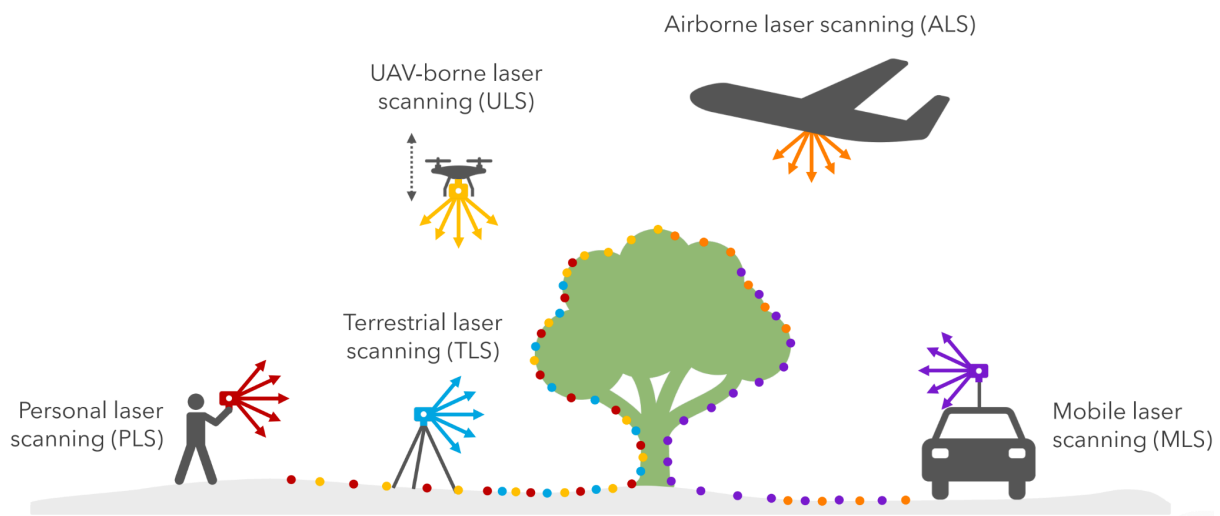 Airborne laser scanning (ALS)
UAV-borne laser
scanning (ULS)
Terrestrial laser
scanning (TLS)
Personal laser
scanning (PLS)
Mobile laser
scanning (MLS)